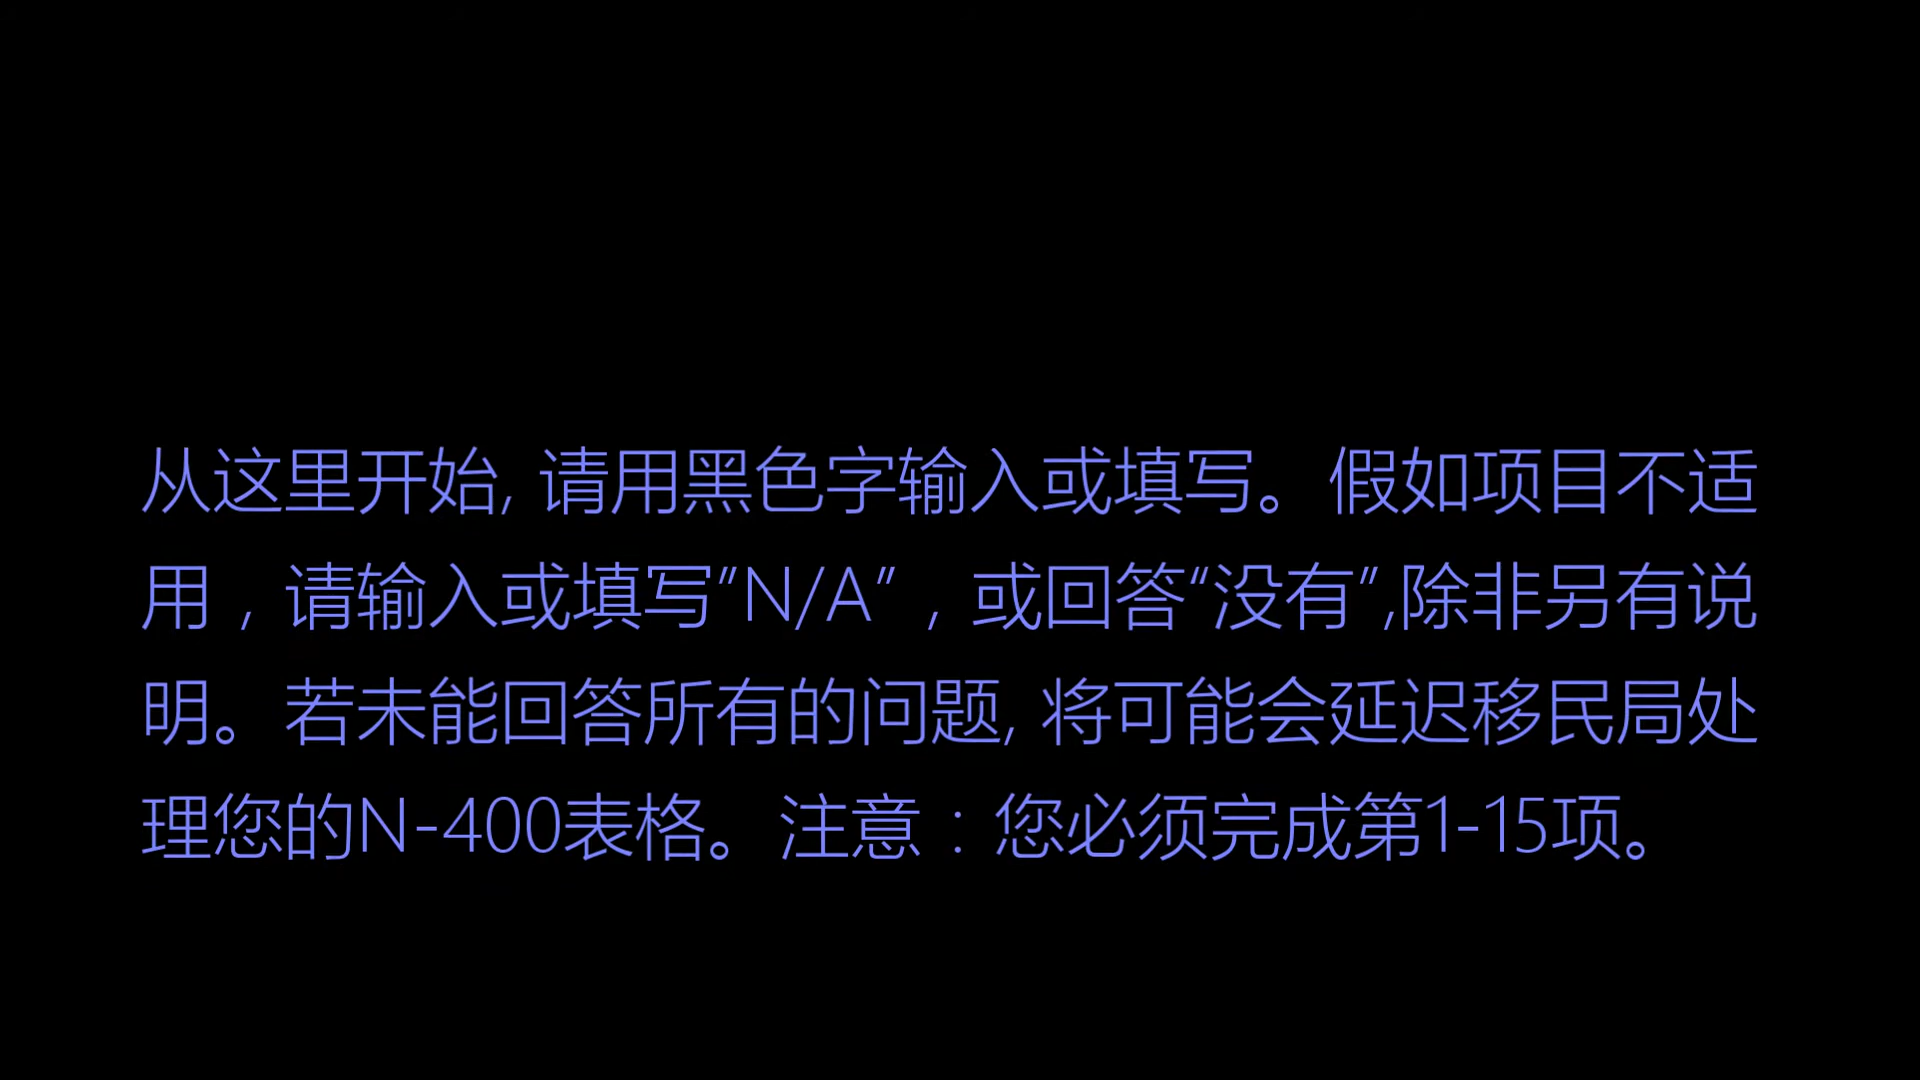 从这里开始, 请用黑色字输入或填写。假如项目不适
用，请输入或填写”N/A”，或回答“没有”,除非另有说
明。若未能回答所有的问题, 将可能会延迟移民局处
理您的N-400表格。注意：您必须完成第1-15项。